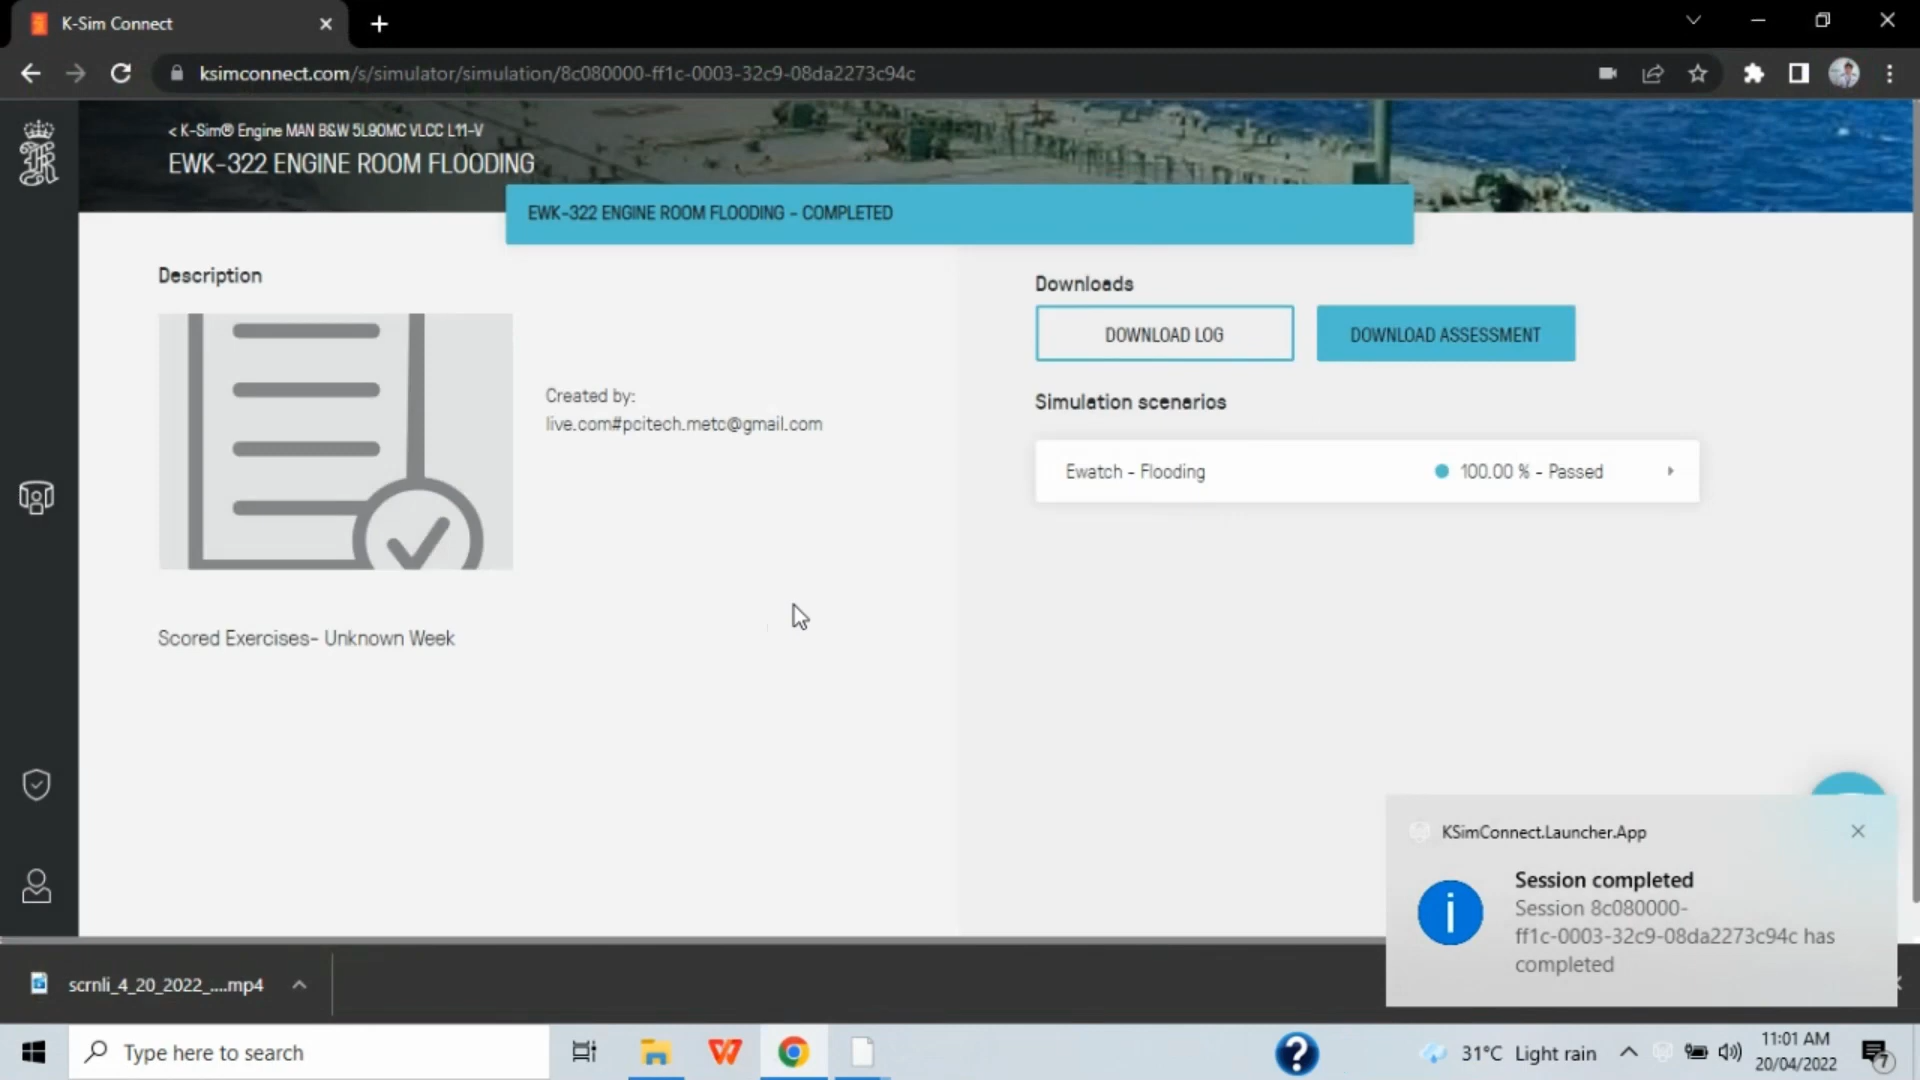 K-Sim Connect
ksimconnect.com/s/simulator/simulation/8c080000-ff1c-0003-32c9-08da2273c94c
< K-Sim® Engine MAN B&W 5L90MC VLCC L11-V
EWK-322 ENGINE ROOM FLOODING
EWK-322 ENGINE ROOM FLOODING - COMPLETED
Description
Created by:
live.com#pcitech.metc@gmail.com
Scored Exercises- Unknown Week
Downloads
DOWNLOAD LOG
DOWNLOAD ASSESSMENT
Simulation scenarios
Ewatch - Flooding
100.00 % - Passed
KSimConnect.Launcher.App
Session completed
Session 8c080000-
ff1c-0003-32c9-08da2273c94c has
completed
scrnli_4_20_2022_....mp4
Type here to search
31°C Light rain
11:01 AM
20/04/2022
7